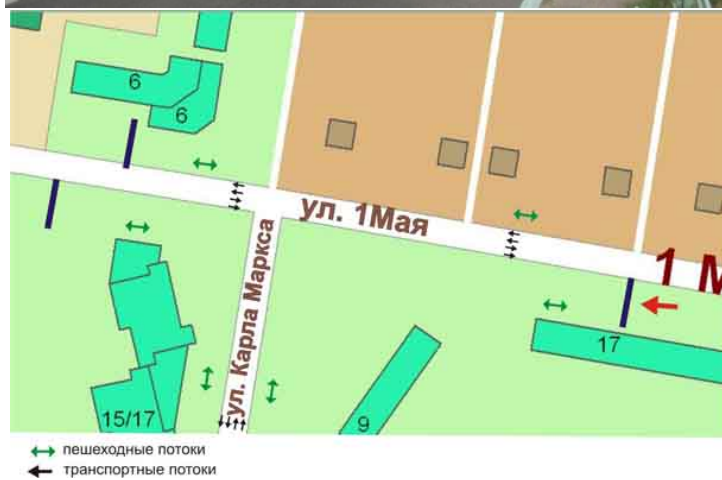 6
6
ул. 1Мая
1 М
ул. Карла Маркса
17
15/17
9
пешеходные потоки
транспортные потоки